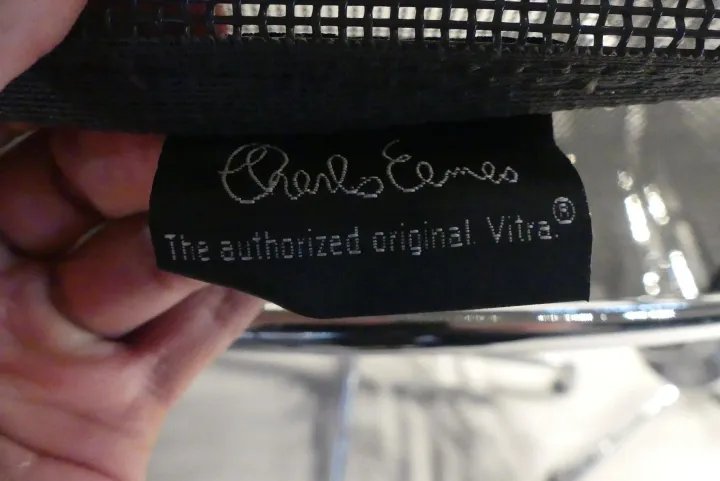 Charles Eames
The authorized original. Vitra.®